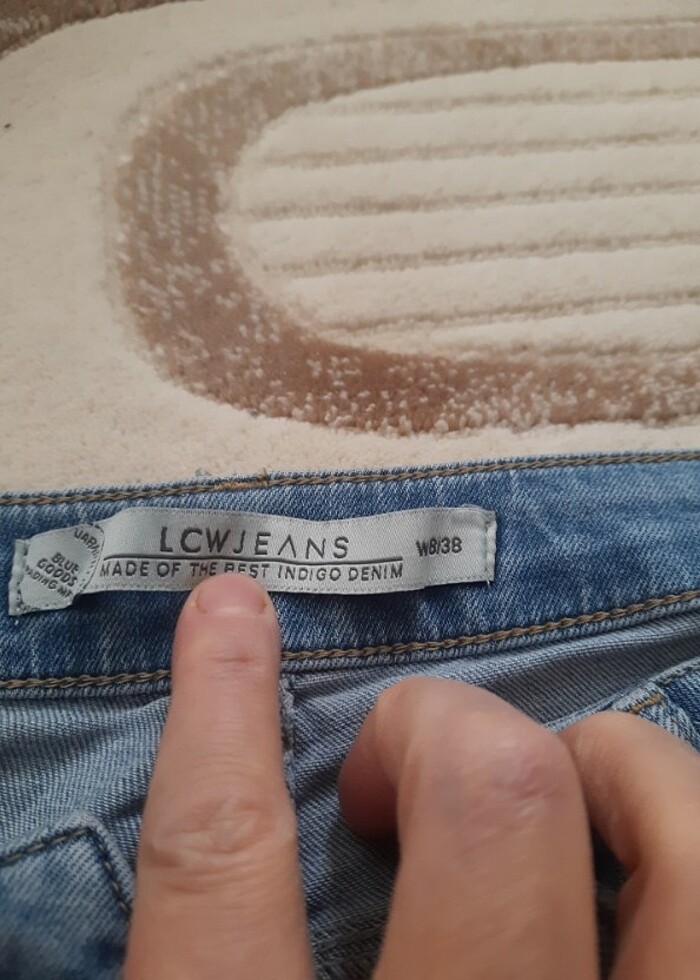 LCWJEANS
MADE OF THE BEST INDIGO DENIM
W8/38
BLUE
GOODS